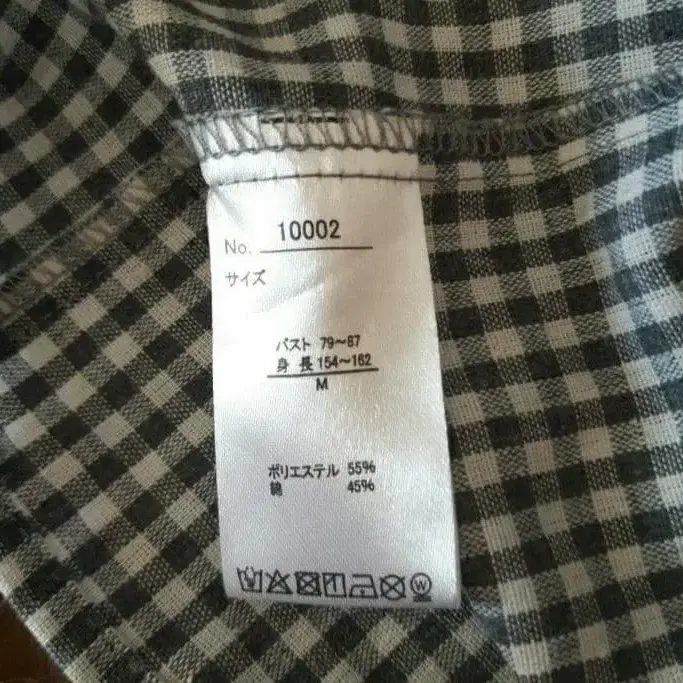 No. 10002
サイズ
バスト 79〜87
身長 154〜162
M
ポリエステル 55%
綿 45%
W